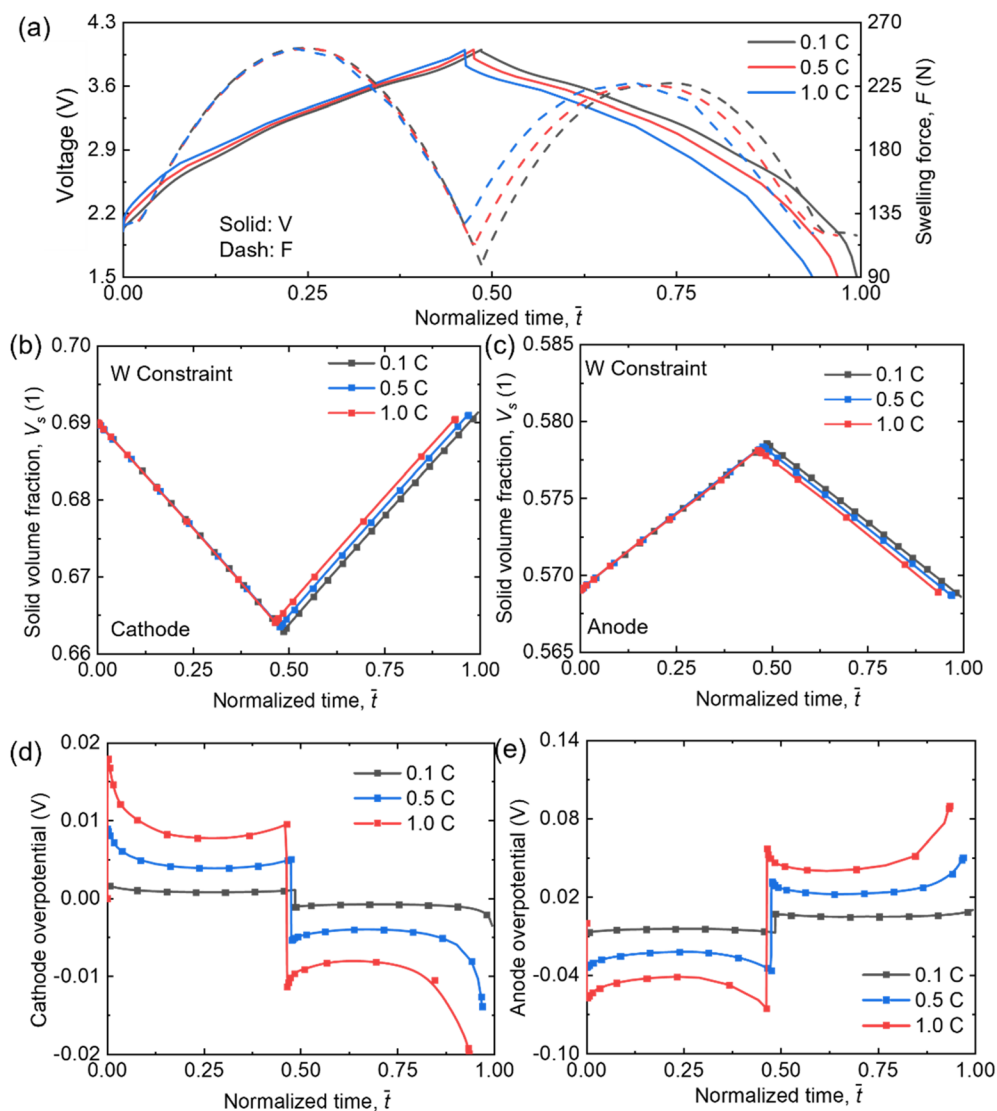 (a)
4.3
3.6
2.9
2.2
1.5
Voltage (V)
270
225
180
135
90
Swelling force, F (N)
0.1 C
0.5 C
1.0 C
Solid: V
Dash: F
0.00 0.25 0.50 0.75 1.00
Normalized time, t̄
(b)
0.70
0.69
0.68
0.67
0.66
Solid volume fraction, Vs (1)
W Constraint
0.1 C
0.5 C
1.0 C
Cathode
0.00 0.25 0.50 0.75 1.00
Normalized time, t̄
(c)
0.585
0.580
0.575
0.570
0.565
Solid volume fraction, Vs (1)
W Constraint
0.1 C
0.5 C
1.0 C
Anode
0.00 0.25 0.50 0.75 1.00
Normalized time, t̄
(d)
0.02
0.01
0.00
-0.01
-0.02
Cathode overpotential (V)
0.1 C
0.5 C
1.0 C
0.00 0.25 0.50 0.75 1.00
Normalized time, t̄
(e)
0.14
0.08
0.02
-0.04
-0.10
Anode overpotential (V)
0.1 C
0.5 C
1.0 C
0.00 0.25 0.50 0.75 1.00
Normalized time, t̄